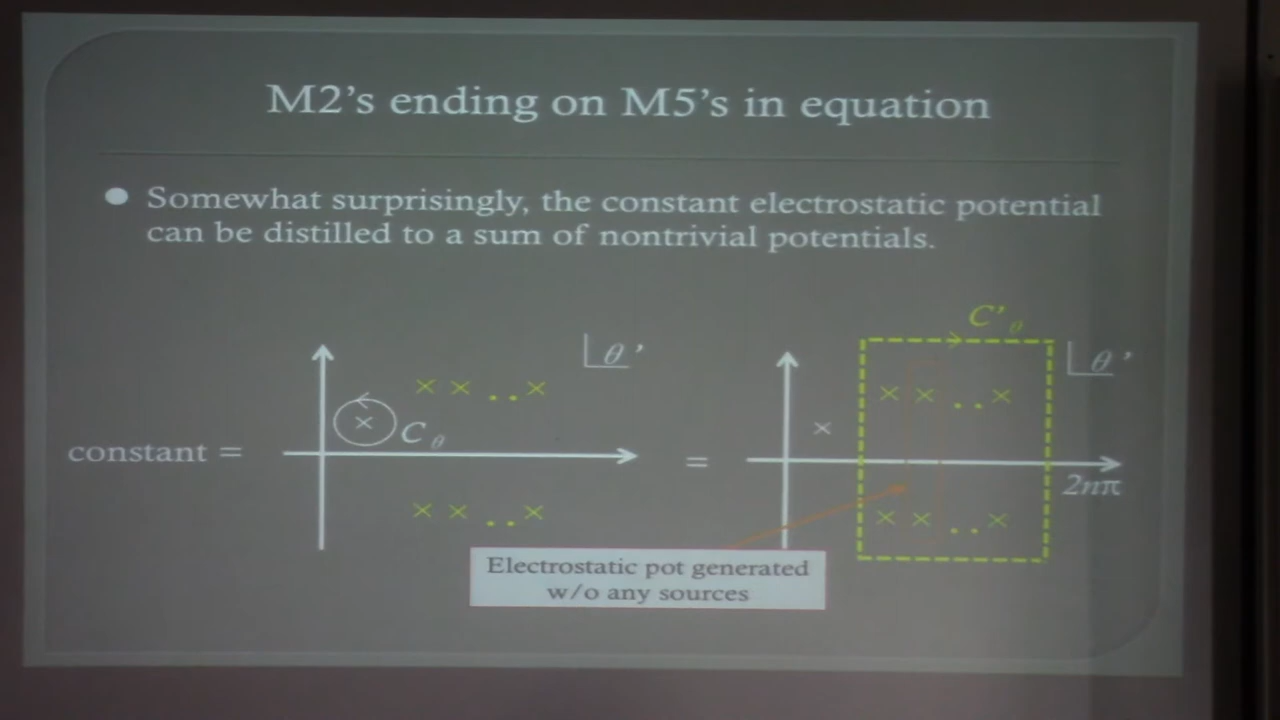 M2's ending on M5's in equation
Somewhat surprisingly, the constant electrostatic potential
can be distilled to a sum of nontrivial potentials.
constant =
θ'
× × . . ×
×
C θ
× × . . ×
=
C' θ
θ'
× × . . ×
×
2nπ
× × . . ×
Electrostatic pot generated
w/o any sources